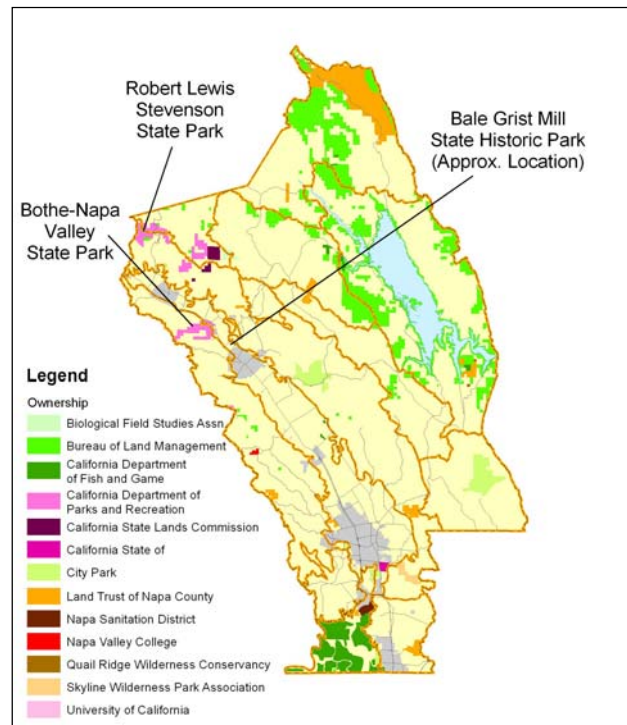 Robert Lewis
Stevenson
State Park
Bale Grist Mill
State Historic Park
(Approx. Location)
Bothe-Napa
Valley
State Park
Legend
Ownership
Biological Field Studies Assn.
Bureau of Land Management
California Department
of Fish and Game
California Department of
Parks and Recreation
California State Lands Commission
California State of
City Park
Land Trust of Napa County
Napa Sanitation District
Napa Valley College
Quail Ridge Wilderness Conservancy
Skyline Wilderness Park Association
University of California